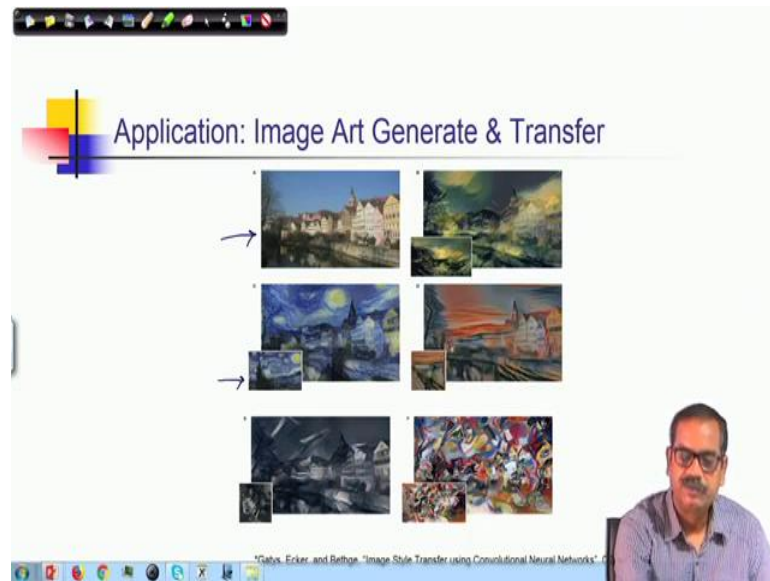 Application: Image Art Generate & Transfer
A
B
C
D
E
F
*Gatys, Ecker, and Bethge, "Image Style Transfer using Convolutional Neural Networks",